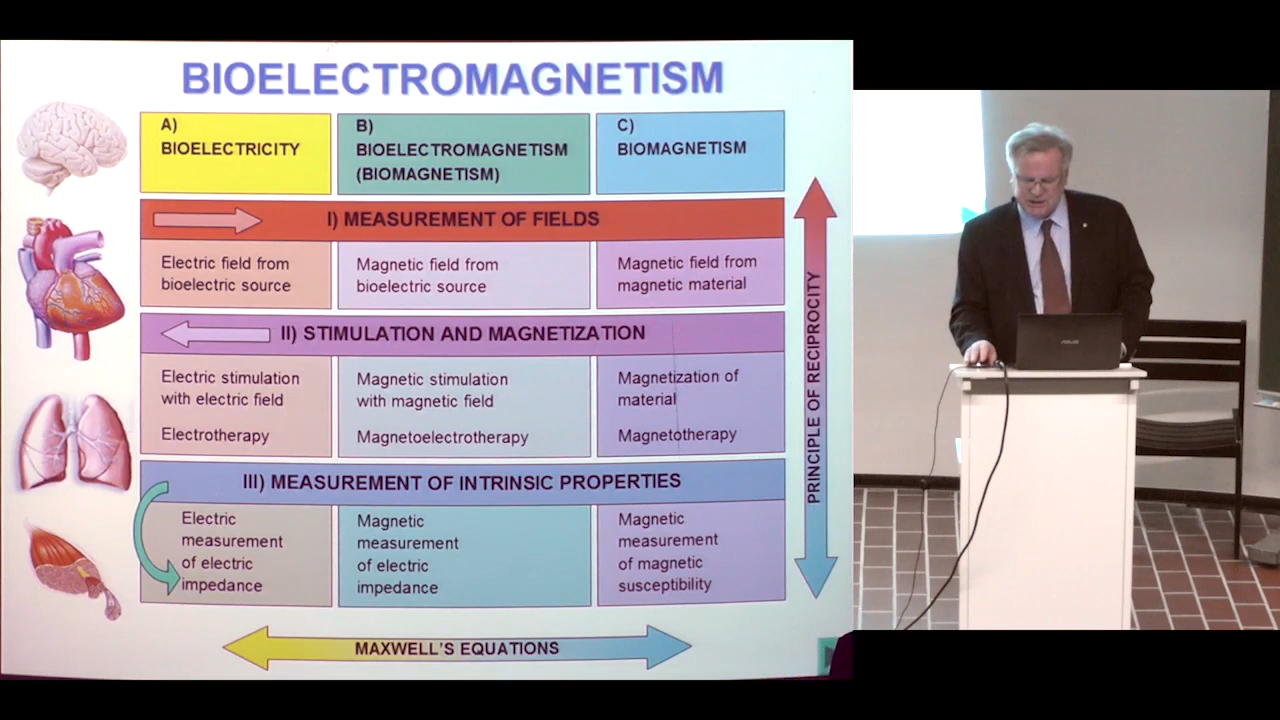 BIOELECTROMAGNETISM
A)
BIOELECTRICITY
B)
BIOELECTROMAGNETISM
(BIOMAGNETISM)
C)
BIOMAGNETISM
I) MEASUREMENT OF FIELDS
Electric field from
bioelectric source
Magnetic field from
bioelectric source
Magnetic field from
magnetic material
II) STIMULATION AND MAGNETIZATION
Electric stimulation
with electric field
Electrotherapy
Magnetic stimulation
with magnetic field
Magnetoelectrotherapy
Magnetization of
material
Magnetotherapy
III) MEASUREMENT OF INTRINSIC PROPERTIES
Electric
measurement
of electric
impedance
Magnetic
measurement
of electric
impedance
Magnetic
measurement
of magnetic
susceptibility
PRINCIPLE OF RECIPROCITY
MAXWELL'S EQUATIONS
ASUS